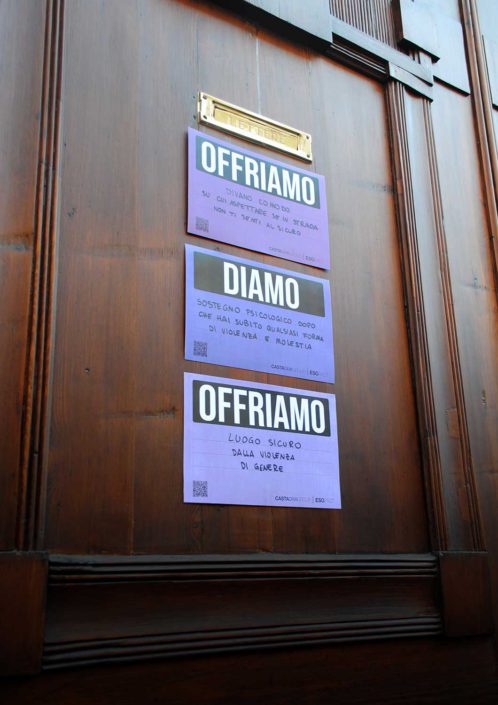 LETTERE
OFFRIAMO
DIVANO COMODO
SU CUI ASPETTARE SE IN STRADA
NON TI SENTI AL SICURO
DIAMO
SOSTEGNO PSICOLOGICO DOPO
CHE HAI SUBITO QUALSIASI FORMA
DI VIOLENZA E MOLESTIA
OFFRIAMO
LUOGO SICURO
DALLA VIOLENZA
DI GENERE